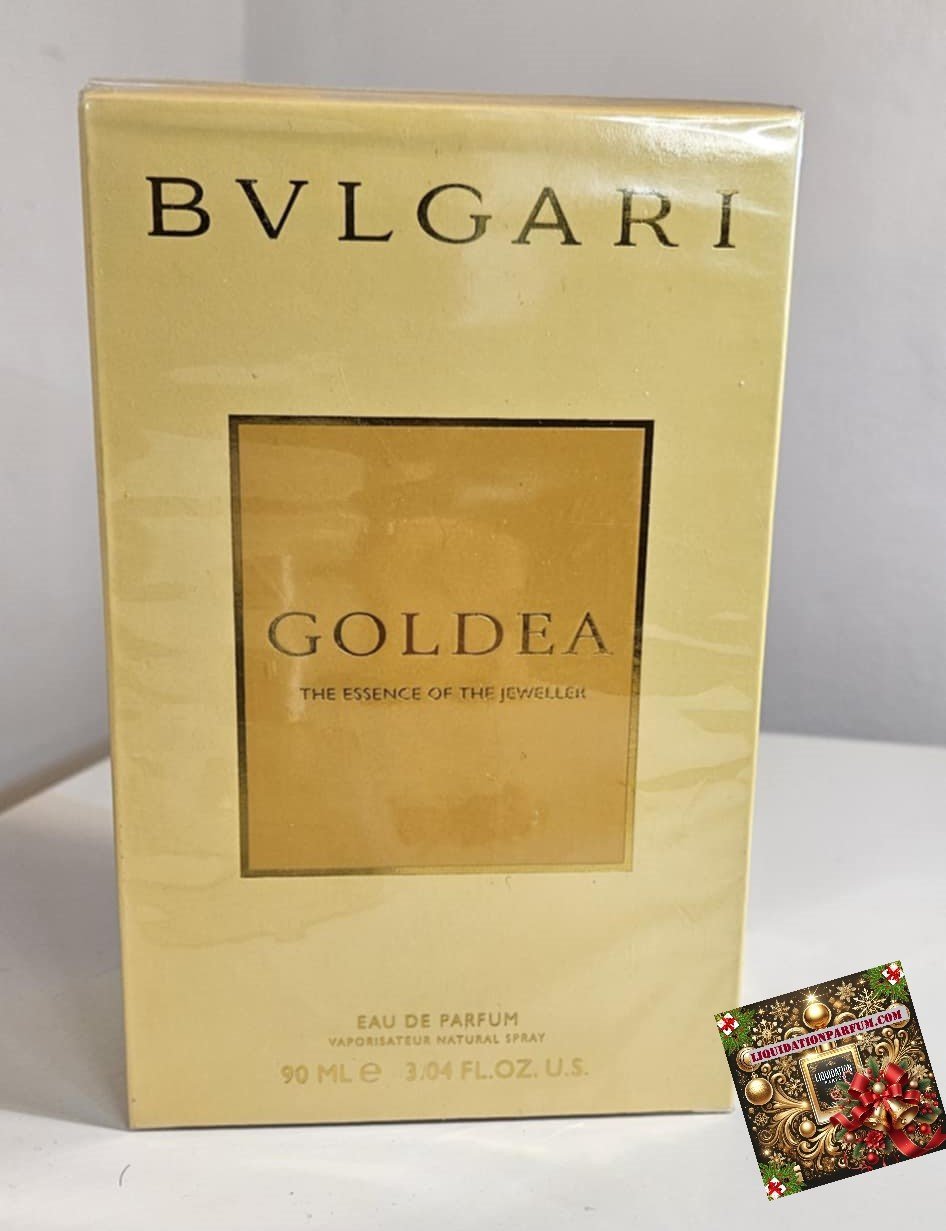 BVLGARI
GOLDEA
THE ESSENCE OF THE JEWELLER
EAU DE PARFUM
VAPORISATEUR NATURAL SPRAY
90 ML e 3.04 FL.OZ. U.S.
LIQUIDATIONPARFUM.COM
LIQUIDATION